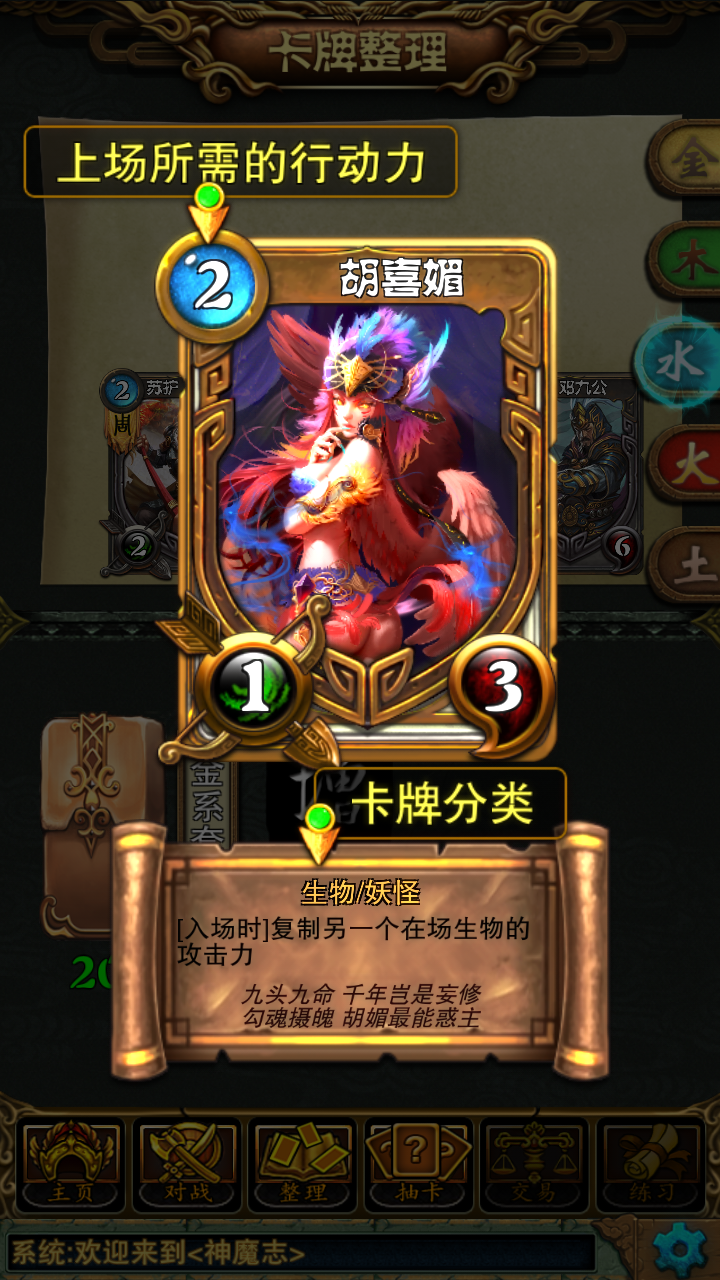 卡牌整理
上场所需的行动力
金
2
胡喜媚
木
水
2
苏护
邓九公
周
火
2
6
土
1
3
金系套
擂
卡牌分类
生物/妖怪
[入场时]复制另一个在场生物的
攻击力
九头九命 千年岂是妄修
勾魂摄魄 胡媚最能惑主
20
主页
对战
整理
?
抽卡
交易
练习
系统:欢迎来到<神魔志>